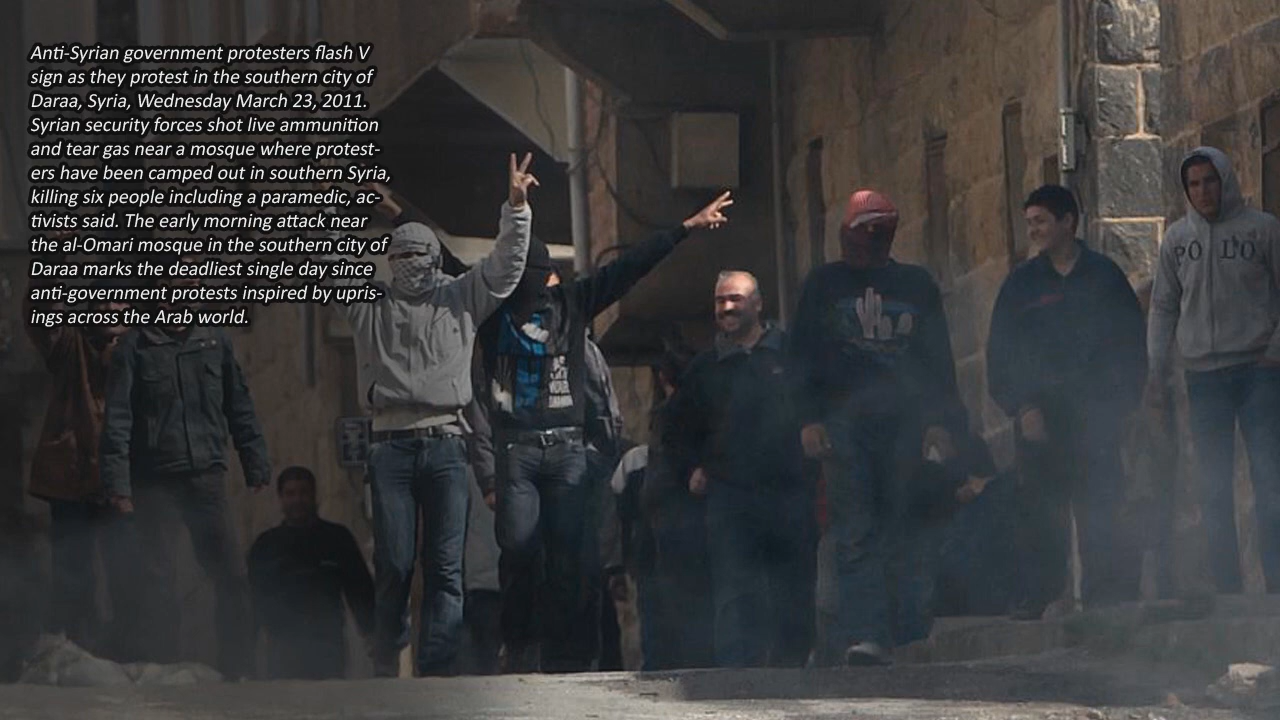 Anti-Syrian government protesters flash V
sign as they protest in the southern city of
Daraa, Syria, Wednesday March 23, 2011.
Syrian security forces shot live ammunition
and tear gas near a mosque where protest-
ers have been camped out in southern Syria,
killing six people including a paramedic, ac-
tivists said. The early morning attack near
the al-Omari mosque in the southern city of
Daraa marks the deadliest single day since
anti-government protests inspired by upris-
ings across the Arab world.
POLO